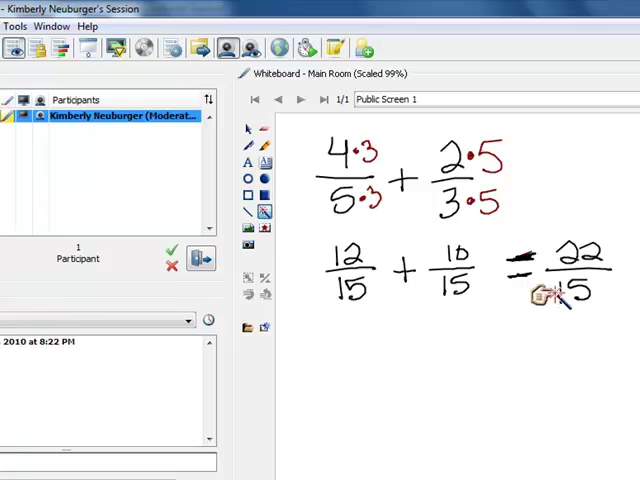 - Kimberly Neuburger's Session
Tools Window Help
Participants
Kimberly Neuburger (Moderat...
1
Participant
, 2010 at 8:22 PM
Whiteboard - Main Room (Scaled 99%)
1/1 Public Screen 1
A A
4•3 + 2•5
5•3 3•5
12 + 10 = 22
15 15 15